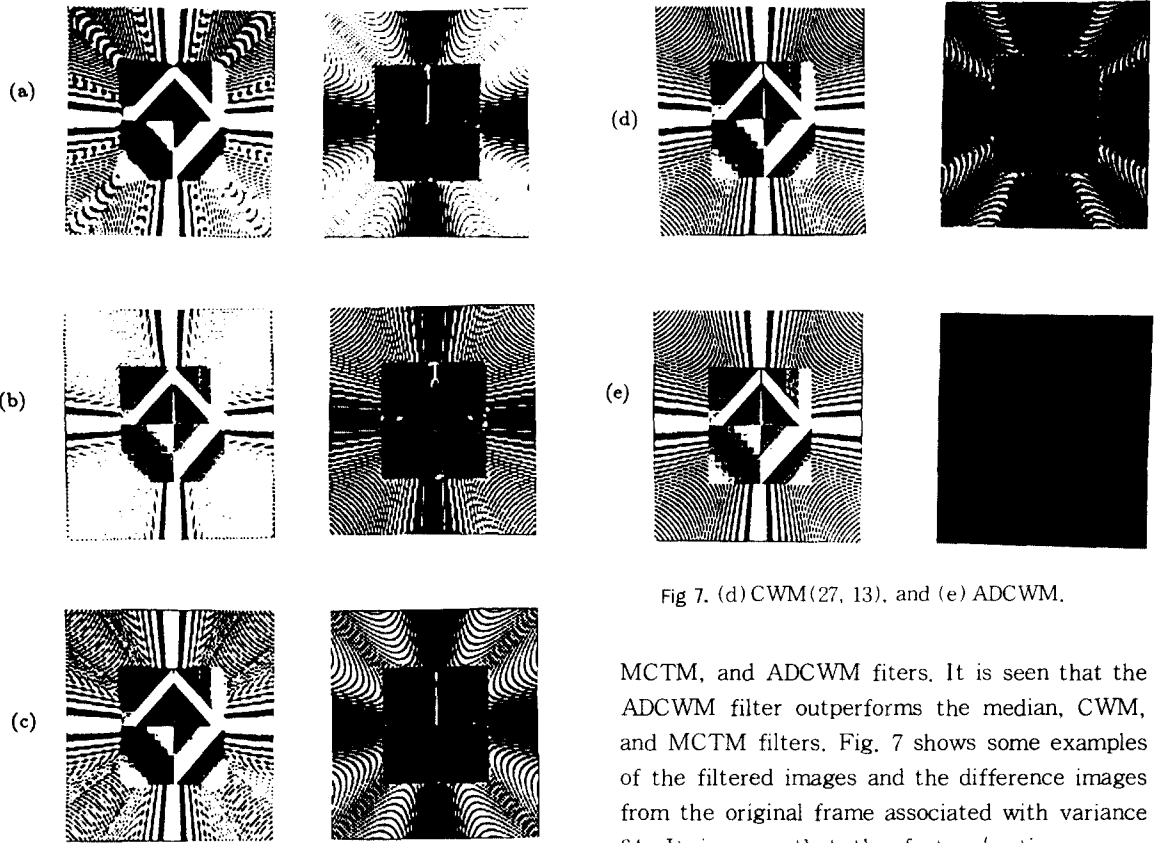 (a)
(b)
(c)
(d)
(e)
Fig 7. (d) CWM(27, 13), and (e) ADCWM.
MCTM, and ADCWM fiters. It is seen that the
ADCWM filter outperforms the median, CWM,
and MCTM filters. Fig. 7 shows some examples
of the filtered images and the difference images
from the original frame associated with variance